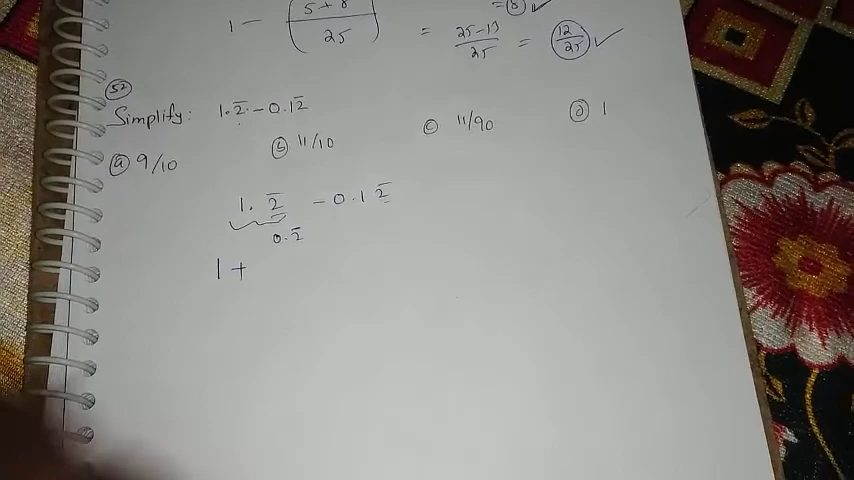 1 - (5+8/25) = 25-13/25 = 12/25 ✓
= 8 ✓
52
Simplify: 1.2̅ - 0.12̅
a 9/10 b 11/10 c 11/90 d 1
1.2̅ - 0.12̅
0.2̅
1 +